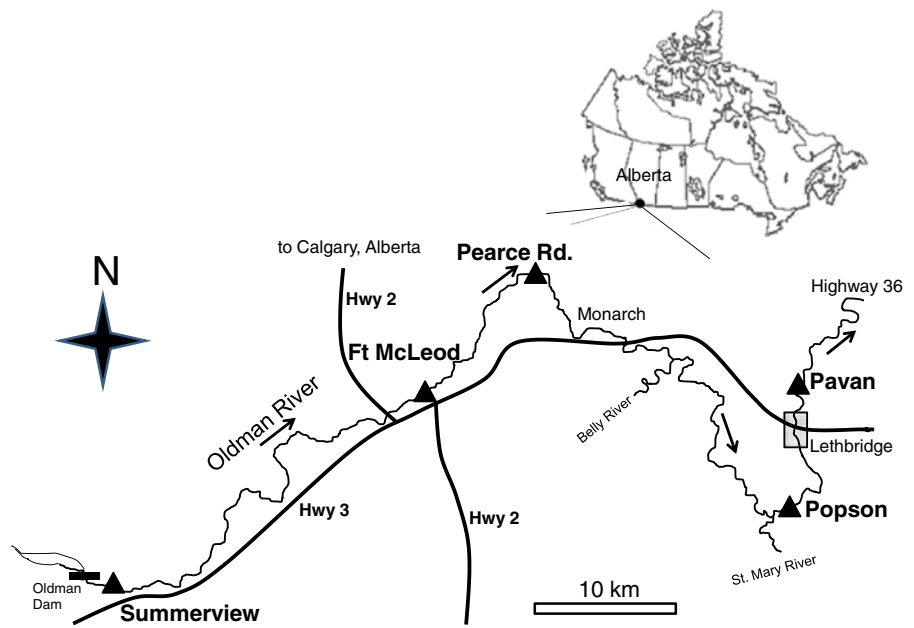 Alberta
to Calgary, Alberta
Pearce Rd.
N
Highway 36
Hwy 2
Monarch
Ft McLeod
Pavan
Oldman River
Belly River
Lethbridge
Hwy 3
Hwy 2
Popson
St. Mary River
Oldman
Dam
10 km
Summerview